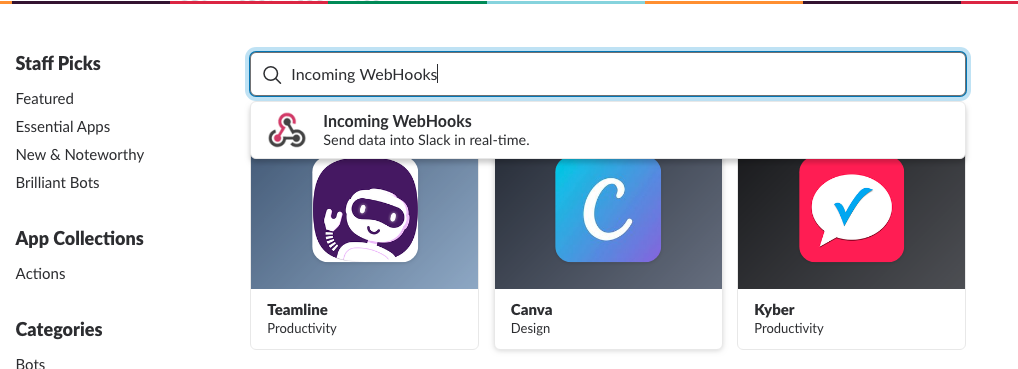 Staff Picks
Featured
Essential Apps
New & Noteworthy
Brilliant Bots
App Collections
Actions
Categories
Bots
Incoming WebHooks
Incoming WebHooks
Send data into Slack in real-time.
C
Teamline
Productivity
Canva
Design
Kyber
Productivity